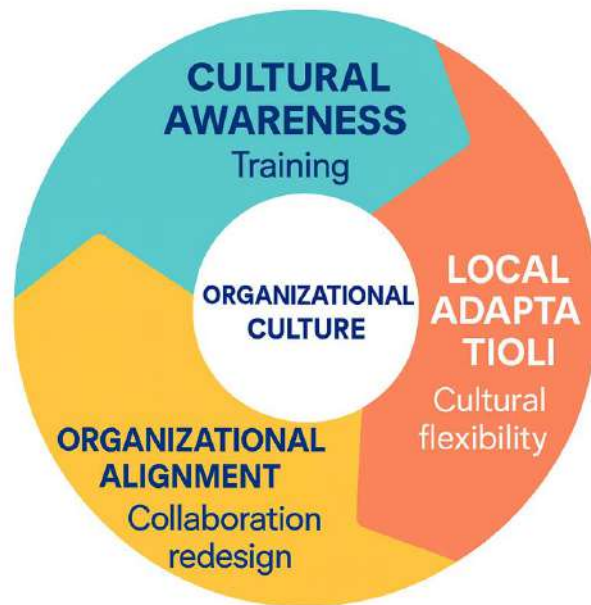 CULTURAL
AWARENESS
Training
LOCAL
ADAPTA
TIOLI
Cultural
flexibility
ORGANIZATIONAL
ALIGNMENT
Collaboration
redesign
ORGANIZATIONAL
CULTURE